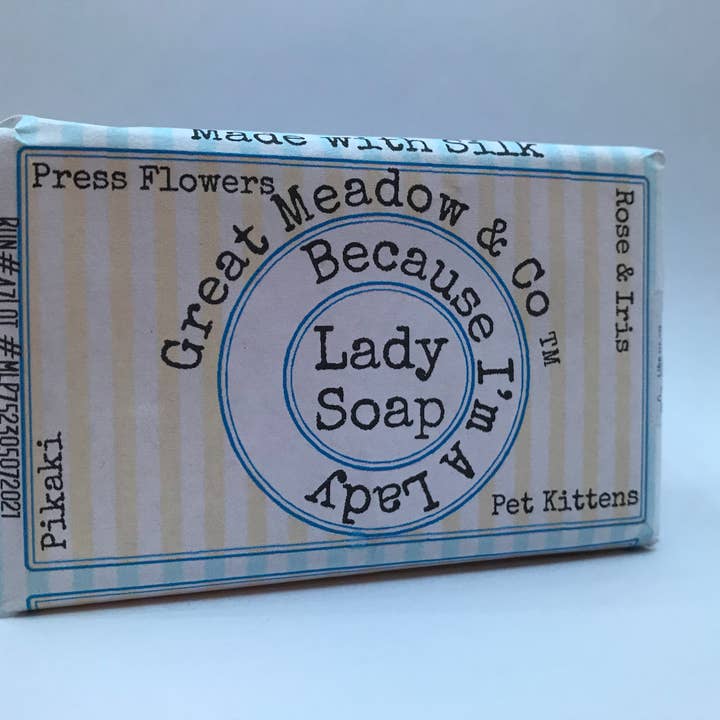 Made with Silk
Press Flowers
Great Meadow & Co ™
Because I'm A Lady
Lady
Soap
Rose & Iris
Pikaki
Pet Kittens